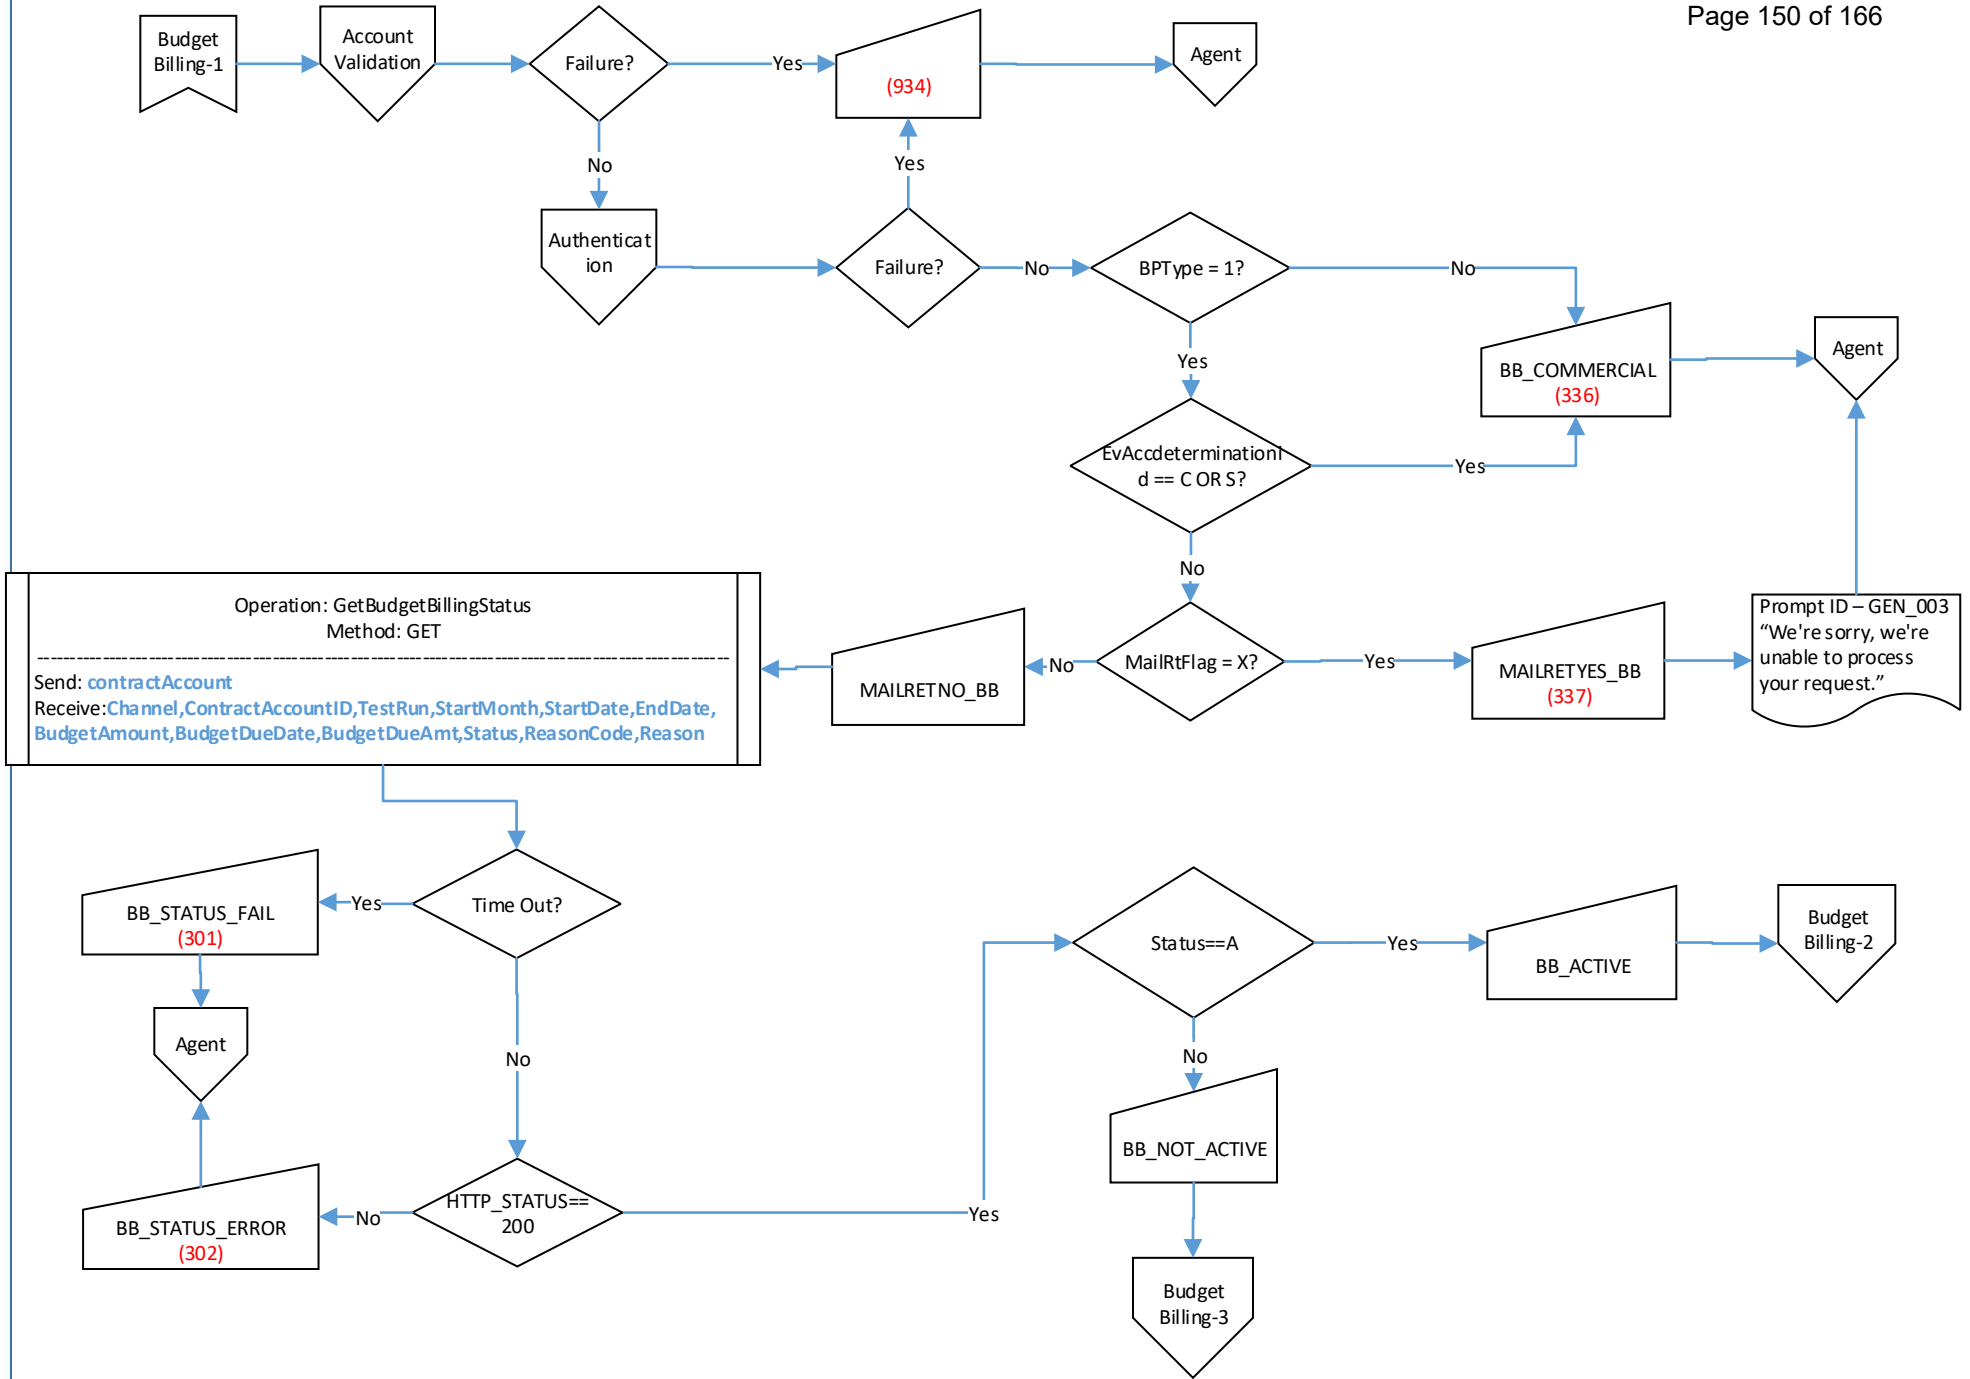 Page 150 of 166
Budget
Billing-1
Account
Validation
Failure?
Yes
(934)
Agent
No
Yes
Authenticat
ion
Failure?
No
BPType = 1?
No
Yes
BB_COMMERCIAL
(336)
Agent
EvAccdeterminationI
d == C OR S?
Yes
No
Operation: GetBudgetBillingStatus
Method: GET
Send: contractAccount
Receive:Channel,ContractAccountID,TestRun,StartMonth,StartDate,EndDate,
BudgetAmount,BudgetDueDate,BudgetDueAmt,Status,ReasonCode,Reason
MAILRETNO_BB
No
MailRtFlag = X?
Yes
MAILRETYES_BB
(337)
Prompt ID – GEN_003
“We're sorry, we're
unable to process
your request.”
BB_STATUS_FAIL
(301)
Yes
Time Out?
Status==A
Yes
BB_ACTIVE
Budget
Billing-2
Agent
No
No
BB_NOT_ACTIVE
BB_STATUS_ERROR
(302)
No
HTTP_STATUS==
200
Yes
Budget
Billing-3